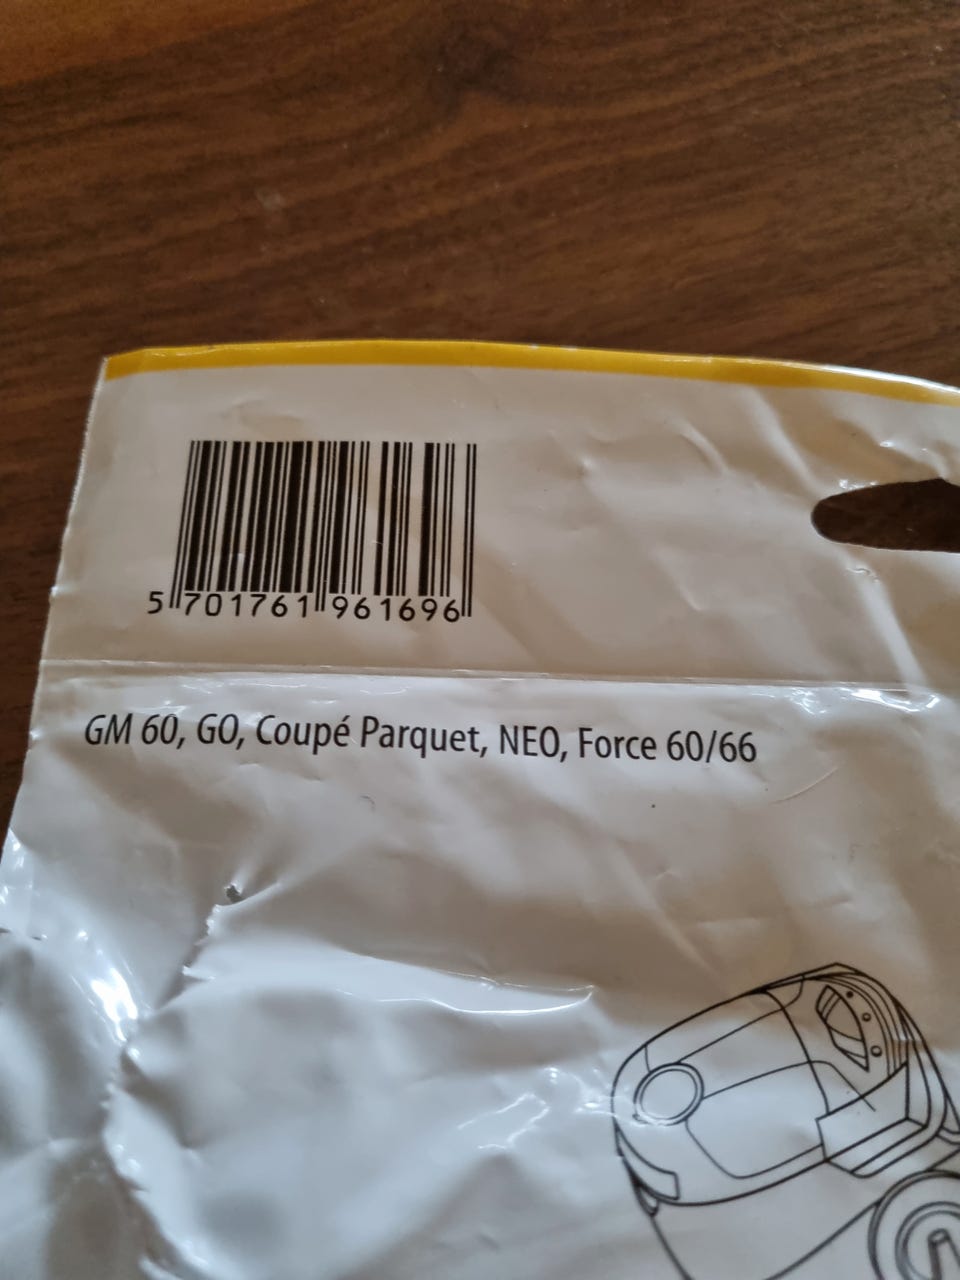 5 701761 961696
GM 60, GO, Coupé Parquet, NEO, Force 60/66